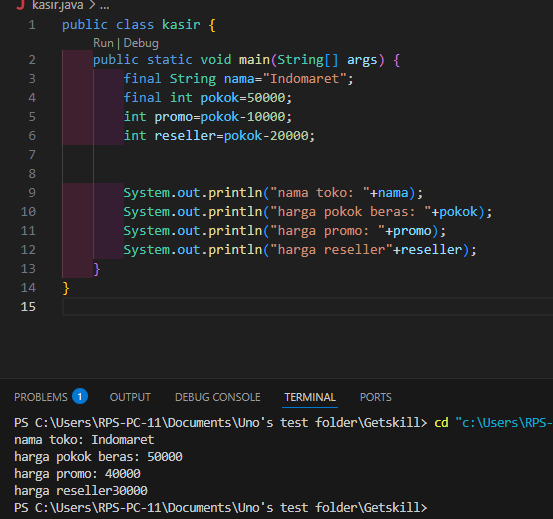 kasir.java > ...
1 public class kasir {
Run | Debug
2 public static void main(String[] args) {
3 final String nama="Indomaret";
4 final int pokok=50000;
5 int promo=pokok-10000;
6 int reseller=pokok-20000;
7
8
9 System.out.println("nama toko: "+nama);
10 System.out.println("harga pokok beras: "+pokok);
11 System.out.println("harga promo: "+promo);
12 System.out.println("harga reseller"+reseller);
13 }
14 }
15
PROBLEMS 1 OUTPUT DEBUG CONSOLE TERMINAL PORTS
PS C:\Users\RPS-PC-11\Documents\Uno's test folder\Getskill> cd "c:\Users\RPS-
nama toko: Indomaret
harga pokok beras: 50000
harga promo: 40000
harga reseller30000
PS C:\Users\RPS-PC-11\Documents\Uno's test folder\Getskill>